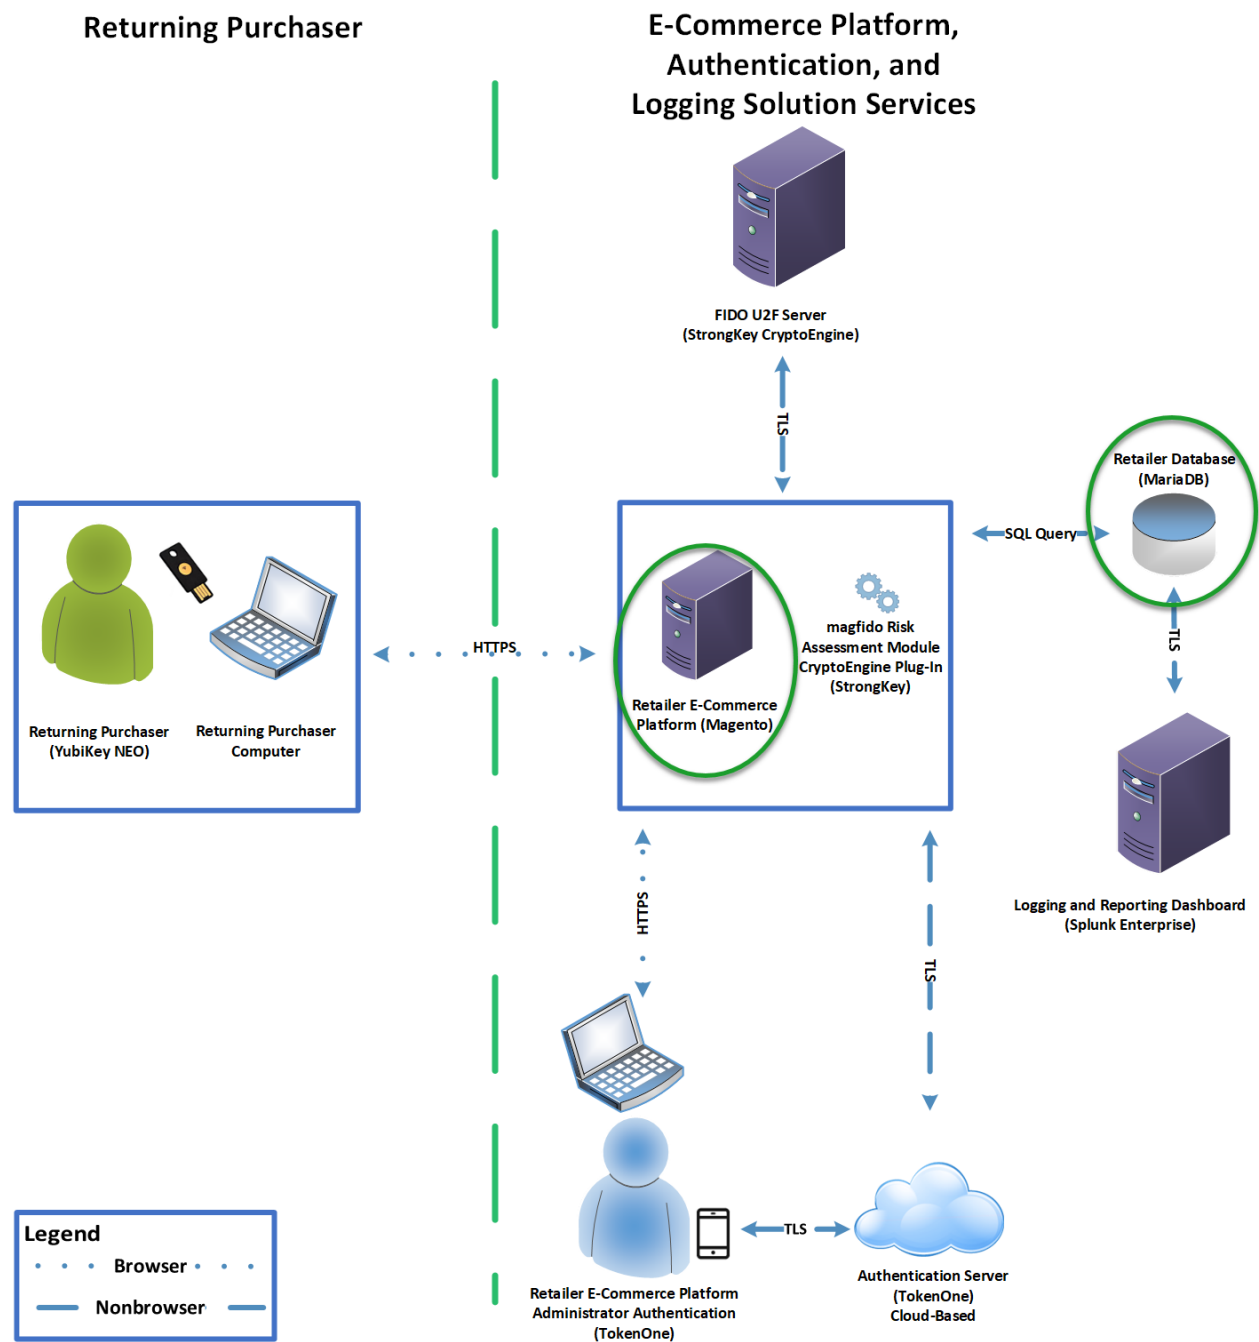 Returning Purchaser
E-Commerce Platform,
Authentication, and
Logging Solution Services
FIDO U2F Server
(StrongKey CryptoEngine)
TLS
Retailer Database
(MariaDB)
SQL Query
TLS
magfido Risk
Assessment Module
CryptoEngine Plug-In
(StrongKey)
Retailer E-Commerce
Platform (Magento)
HTTPS
Returning Purchaser
(YubiKey NEO)
Returning Purchaser
Computer
Logging and Reporting Dashboard
(Splunk Enterprise)
HTTPS
TLS
TLS
Retailer E-Commerce Platform
Administrator Authentication
(TokenOne)
Authentication Server
(TokenOne)
Cloud-Based
Legend
Browser
Nonbrowser